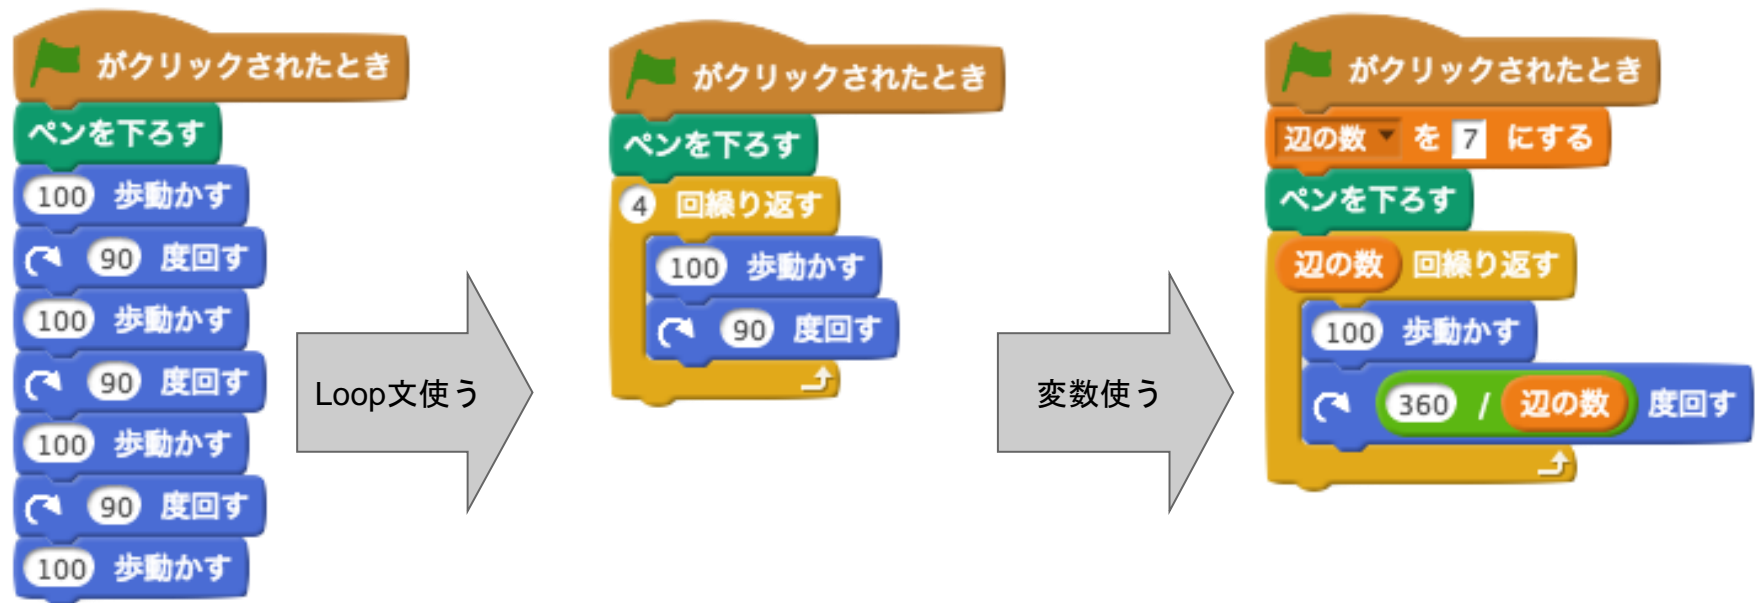 がクリックされたとき
ペンを下ろす
100 歩動かす
90 度回す
100 歩動かす
90 度回す
100 歩動かす
90 度回す
100 歩動かす
Loop文使う
がクリックされたとき
ペンを下ろす
4 回繰り返す
100 歩動かす
90 度回す
変数使う
がクリックされたとき
辺の数 を 7 にする
ペンを下ろす
辺の数 回繰り返す
100 歩動かす
360 / 辺の数 度回す